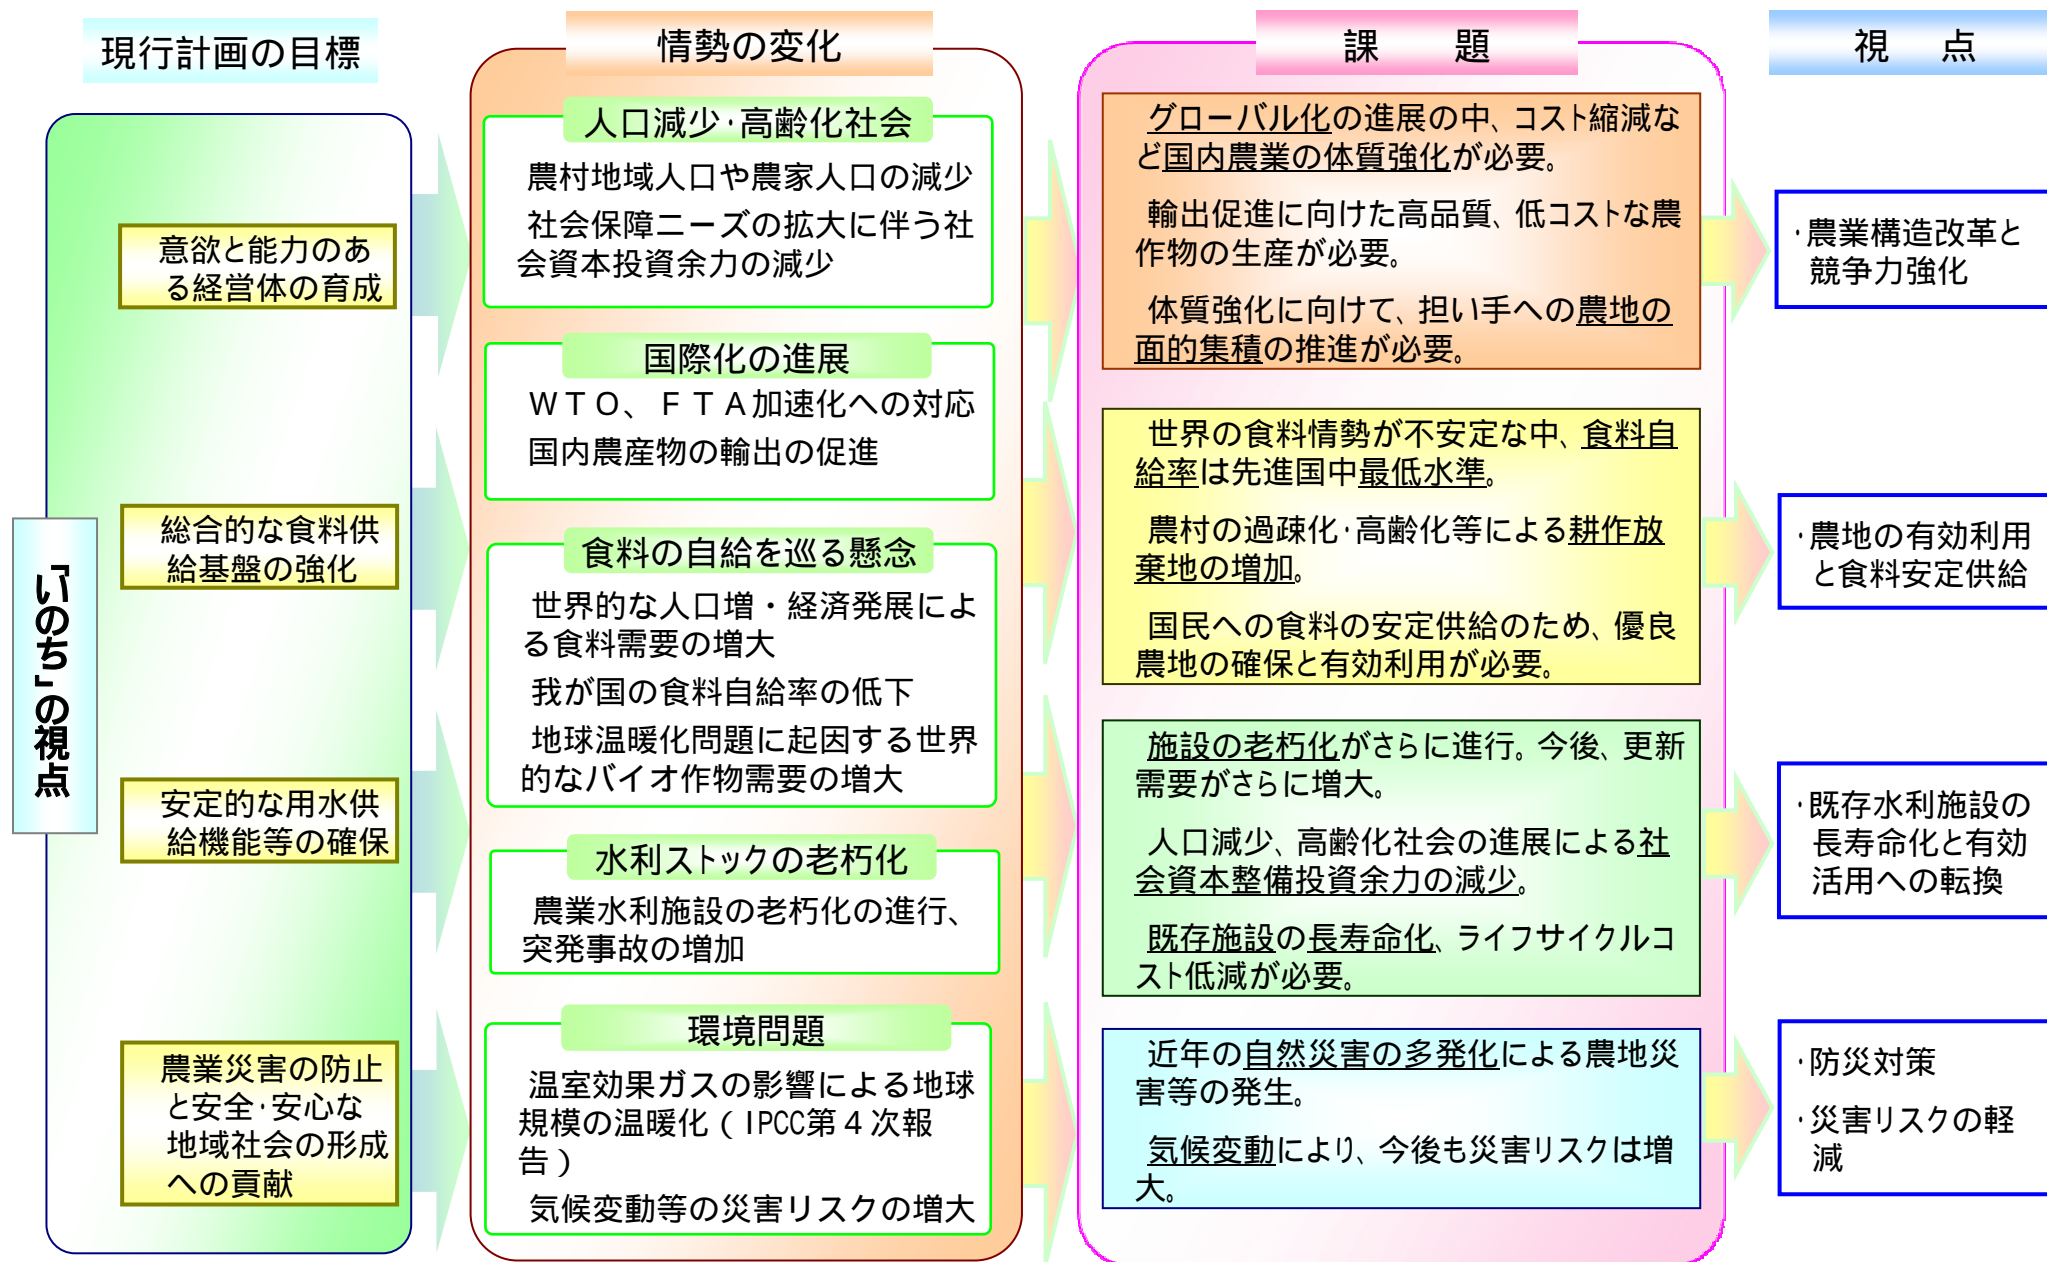 現行計画の目標
「いのち」の視点
意欲と能力のあ
る経営体の育成
総合的な食料供
給基盤の強化
安定的な用水供
給機能等の確保
農業災害の防止
と安全・安心な
地域社会の形成
への貢献
情勢の変化
人口減少・高齢化社会
農村地域人口や農家人口の減少
社会保障ニーズの拡大に伴う社
会資本投資余力の減少
国際化の進展
ＷＴＯ、ＦＴＡ加速化への対応
国内農産物の輸出の促進
食料の自給を巡る懸念
世界的な人口増・経済発展によ
る食料需要の増大
我が国の食料自給率の低下
地球温暖化問題に起因する世界
的なバイオ作物需要の増大
水利ストックの老朽化
農業水利施設の老朽化の進行、
突発事故の増加
環境問題
温室効果ガスの影響による地球
規模の温暖化（IPCC第４次報
告）
気候変動等の災害リスクの増大
課　題
グローバル化の進展の中、コスト縮減な
ど国内農業の体質強化が必要。
輸出促進に向けた高品質、低コストな農
作物の生産が必要。
体質強化に向けて、担い手への農地の
面的集積の推進が必要。
世界の食料情勢が不安定な中、食料自
給率は先進国中最低水準。
農村の過疎化・高齢化等による耕作放
棄地の増加。
国民への食料の安定供給のため、優良
農地の確保と有効利用が必要。
施設の老朽化がさらに進行。今後、更新
需要がさらに増大。
人口減少、高齢化社会の進展による社
会資本整備投資余力の減少。
既存施設の長寿命化、ライフサイクルコ
スト低減が必要。
近年の自然災害の多発化による農地災
害等の発生。
気候変動により、今後も災害リスクは増
大。
視　点
・農業構造改革と
競争力強化
・農地の有効利用
と食料安定供給
・既存水利施設の
長寿命化と有効
活用への転換
・防災対策
・災害リスクの軽
減